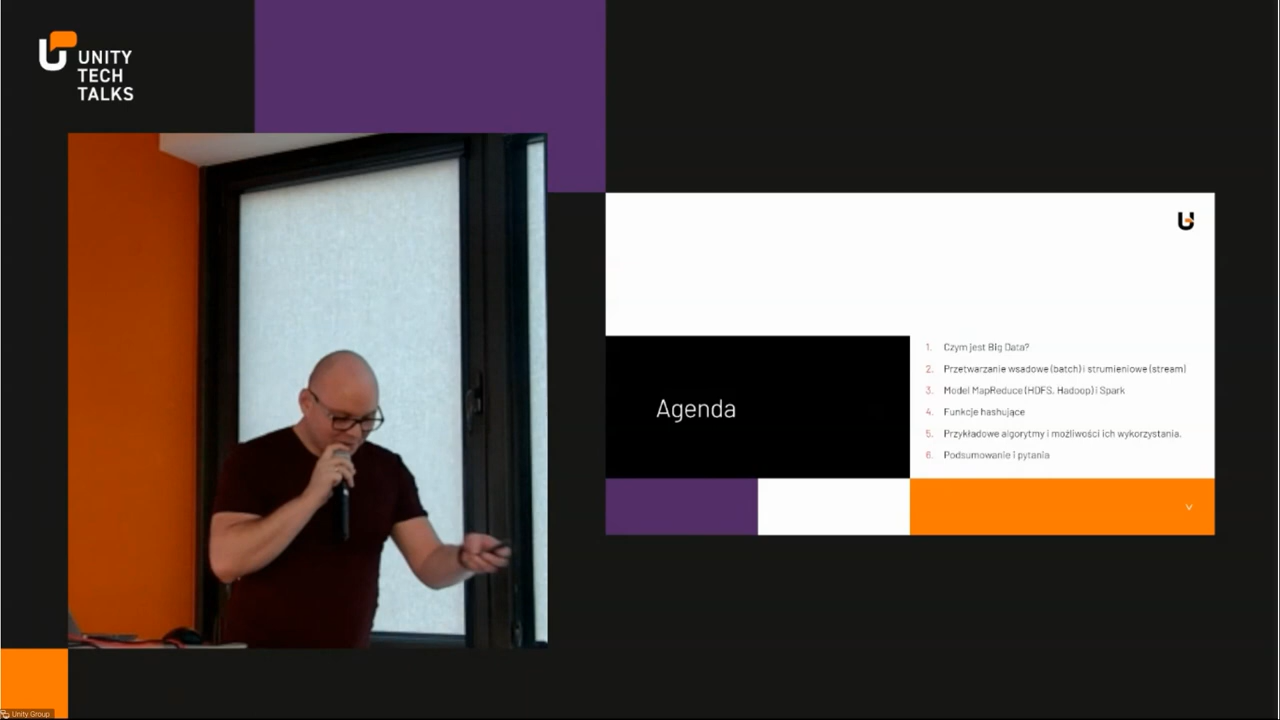 UNITY
TECH
TALKS
Agenda
1. Czym jest Big Data?
2. Przetwarzanie wsadowe (batch) i strumieniowe (stream)
3. Model MapReduce (HDFS, Hadoop) i Spark
4. Funkcje hashujące
5. Przykładowe algorytmy i możliwości ich wykorzystania.
6. Podsumowanie i pytania
Unity Group